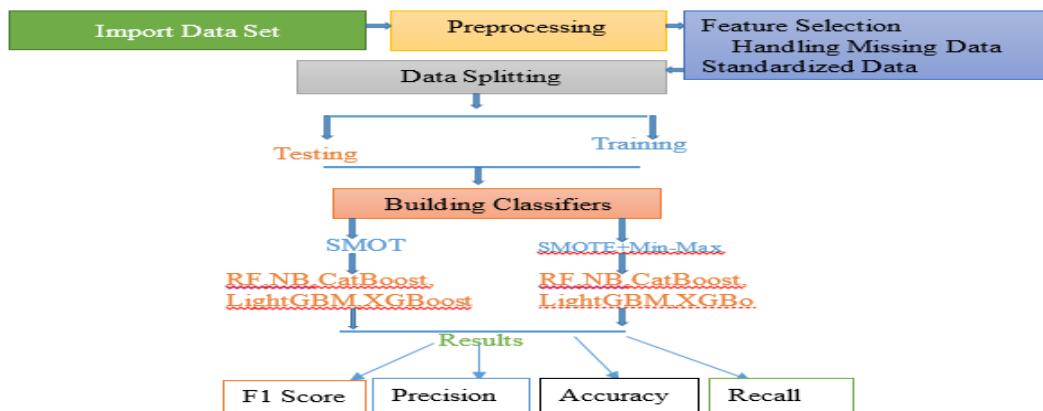 Import Data Set
Preprocessing
Feature Selection
Handling Missing Data
Standardized Data
Data Splitting
Testing
Training
Building Classifiers
SMOT
SMOTE+Min-Max
RF,NB,CatBoost,
LightGBM,XGBoost
RF,NB,CatBoost,
LightGBM,XGBo.
Results
F1 Score
Precision
Accuracy
Recall